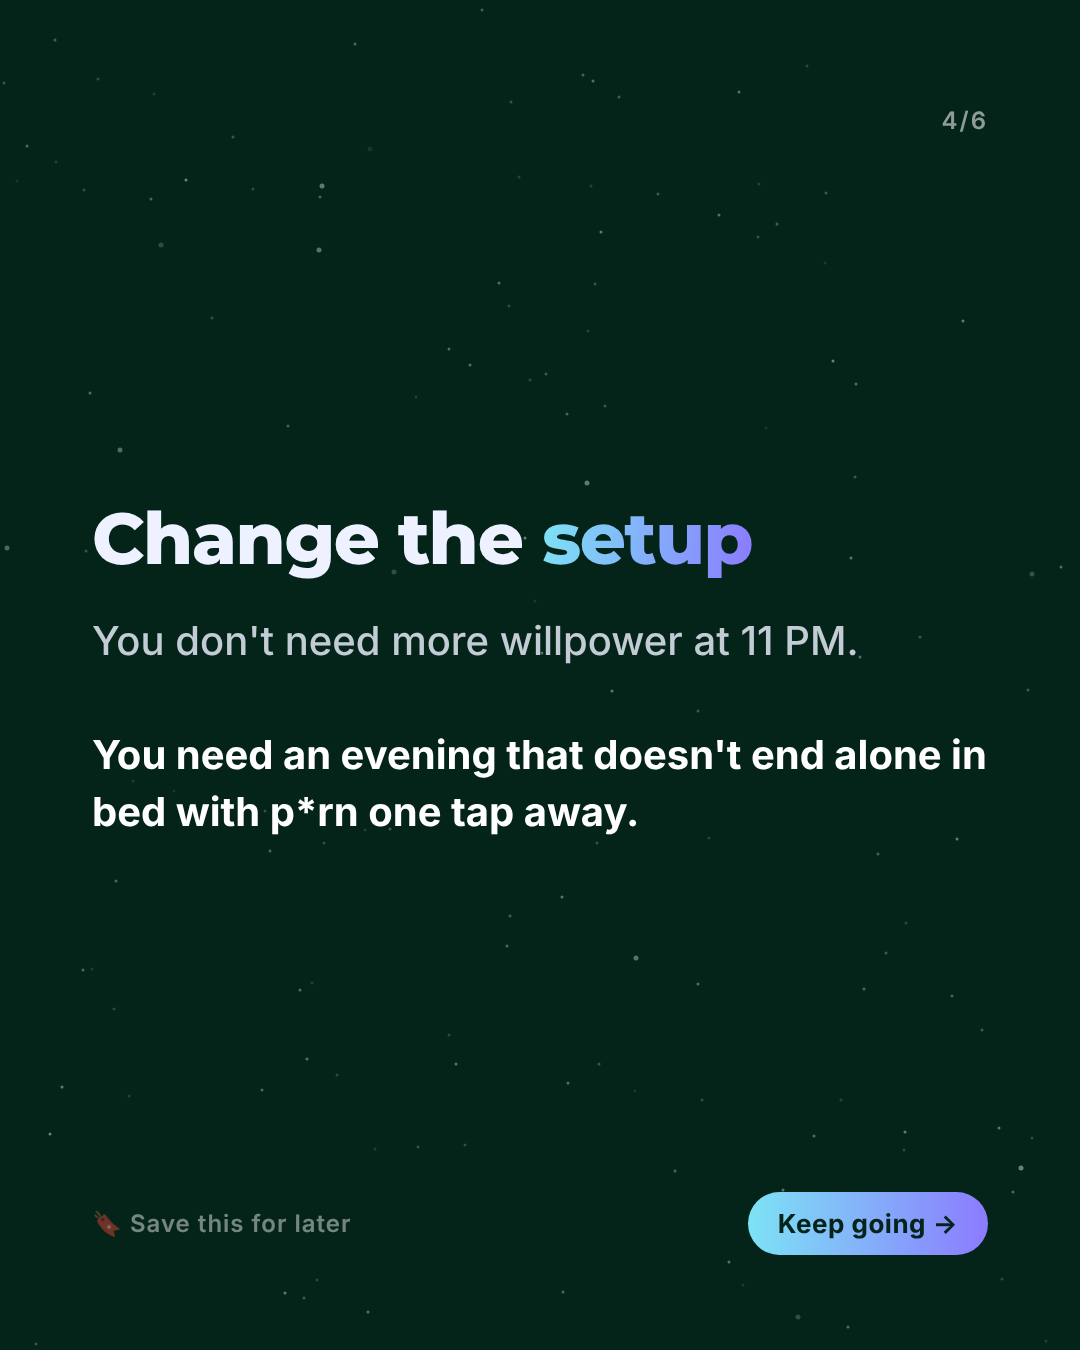 4/6
Change the setup
You don't need more willpower at 11 PM.
You need an evening that doesn't end alone in
bed with p*rn one tap away.
🔖 Save this for later
Keep going →